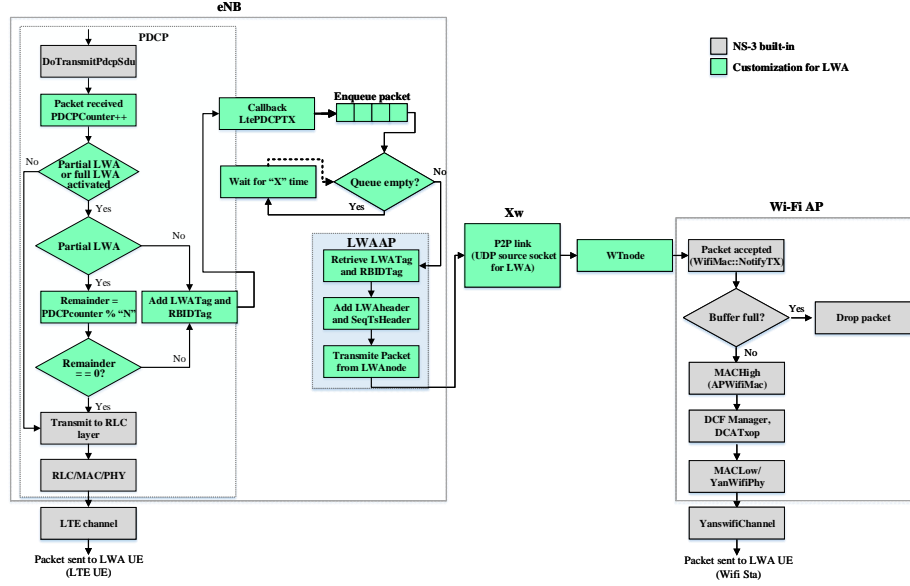 eNB
PDCP
DoTransmitPdcpSdu
Packet received
PDCPCounter++
No
Partial LWA
or full LWA
activated
Yes
Partial LWA
No
Yes
Remainder =
PDCPcounter % “N”
Add LWATag and
RBIDTag
Remainder
= = 0?
No
Yes
Transmit to RLC
layer
RLC/MAC/PHY
LTE channel
Packet sent to LWA UE
(LTE UE)
Callback
LtePDCPTX
Enqueue packet
Wait for “X” time
Queue empty?
No
Yes
LWAAP
Retrieve LWATag
and RBIDTag
Add LWAheader
and SeqTsHeader
Transmite Packet
from LWAnode
Xw
P2P link
(UDP source socket
for LWA)
WTnode
NS-3 built-in
Customization for LWA
Wi-Fi AP
Packet accepted
(WifiMac::NotifyTX)
Buffer full?
Yes
Drop packet
No
MACHigh
(APWifiMac)
DCF Manager,
DCATxop
MACLow/
YanWifiPhy
YanswifiChannel
Packet sent to LWA UE
(Wifi Sta)